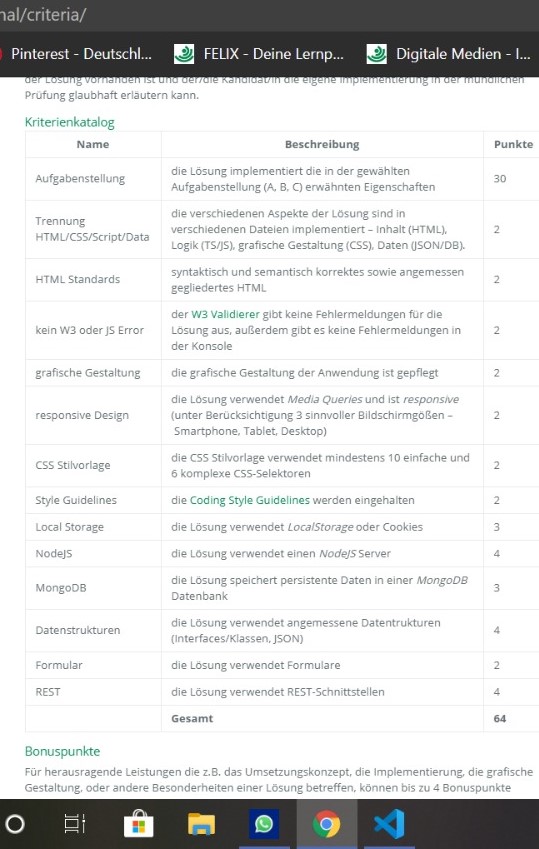 nal/criteria/
Pinterest - Deutschl...
FELIX - Deine Lernp...
Digitale Medien - I...
der Lösung vorhanden ist und der/die Kandidat/in die eigene Implementierung in der mündlichen
Prüfung glaubhaft erläutern kann.
Kriterienkatalog
Name Beschreibung Punkte
Aufgabenstellung
die Lösung implementiert die in der gewählten
Aufgabenstellung (A, B, C) erwähnten Eigenschaften
30
Trennung
HTML/CSS/Script/Data
die verschiedenen Aspekte der Lösung sind in
verschiedenen Dateien implementiert – Inhalt (HTML),
Logik (TS/JS), grafische Gestaltung (CSS), Daten (JSON/DB).
2
HTML Standards
syntaktisch und semantisch korrektes sowie angemessen
gegliedertes HTML
2
kein W3 oder JS Error
der W3 Validierer gibt keine Fehlermeldungen für die
Lösung aus, außerdem gibt es keine Fehlermeldungen in
der Konsole
2
grafische Gestaltung die grafische Gestaltung der Anwendung ist gepflegt 2
responsive Design
die Lösung verwendet Media Queries und ist responsive
(unter Berücksichtigung 3 sinnvoller Bildschirmgößen –
Smartphone, Tablet, Desktop)
2
CSS Stilvorlage
die CSS Stilvorlage verwendet mindestens 10 einfache und
6 komplexe CSS-Selektoren
2
Style Guidelines die Coding Style Guidelines werden eingehalten 2
Local Storage die Lösung verwendet LocalStorage oder Cookies 3
NodeJS die Lösung verwendet einen NodeJS Server 4
MongoDB
die Lösung speichert persistente Daten in einer MongoDB
Datenbank
3
Datenstrukturen
die Lösung verwendet angemessene Datentrukturen
(Interfaces/Klassen, JSON)
4
Formular die Lösung verwendet Formulare 2
REST die Lösung verwendet REST-Schnittstellen 4
Gesamt 64
Bonuspunkte
Für herausragende Leistungen die z.B. das Umsetzungskonzept, die Implementierung, die grafische
Gestaltung, oder andere Besonderheiten einer Lösung betreffen, können bis zu 4 Bonuspunkte